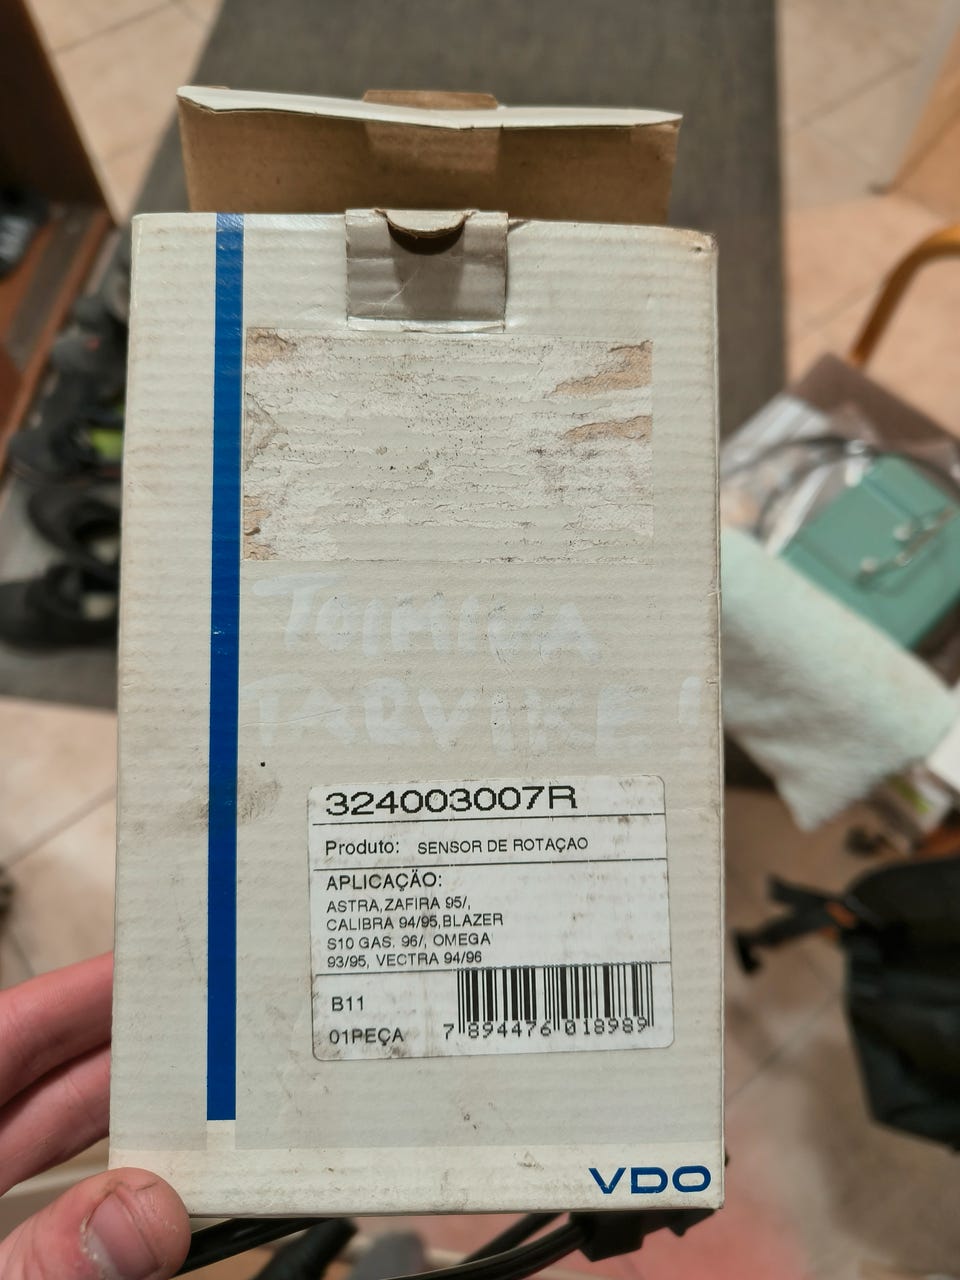 TOIMIVA
TARVIKE!
324003007R
Produto: SENSOR DE ROTAÇAO
APLICAÇÄO:
ASTRA,ZAFIRA 95/,
CALIBRA 94/95,BLAZER
S10 GAS. 96/, OMEGA
93/95, VECTRA 94/96
B11
01PEÇA
7 894476 018989
VDO